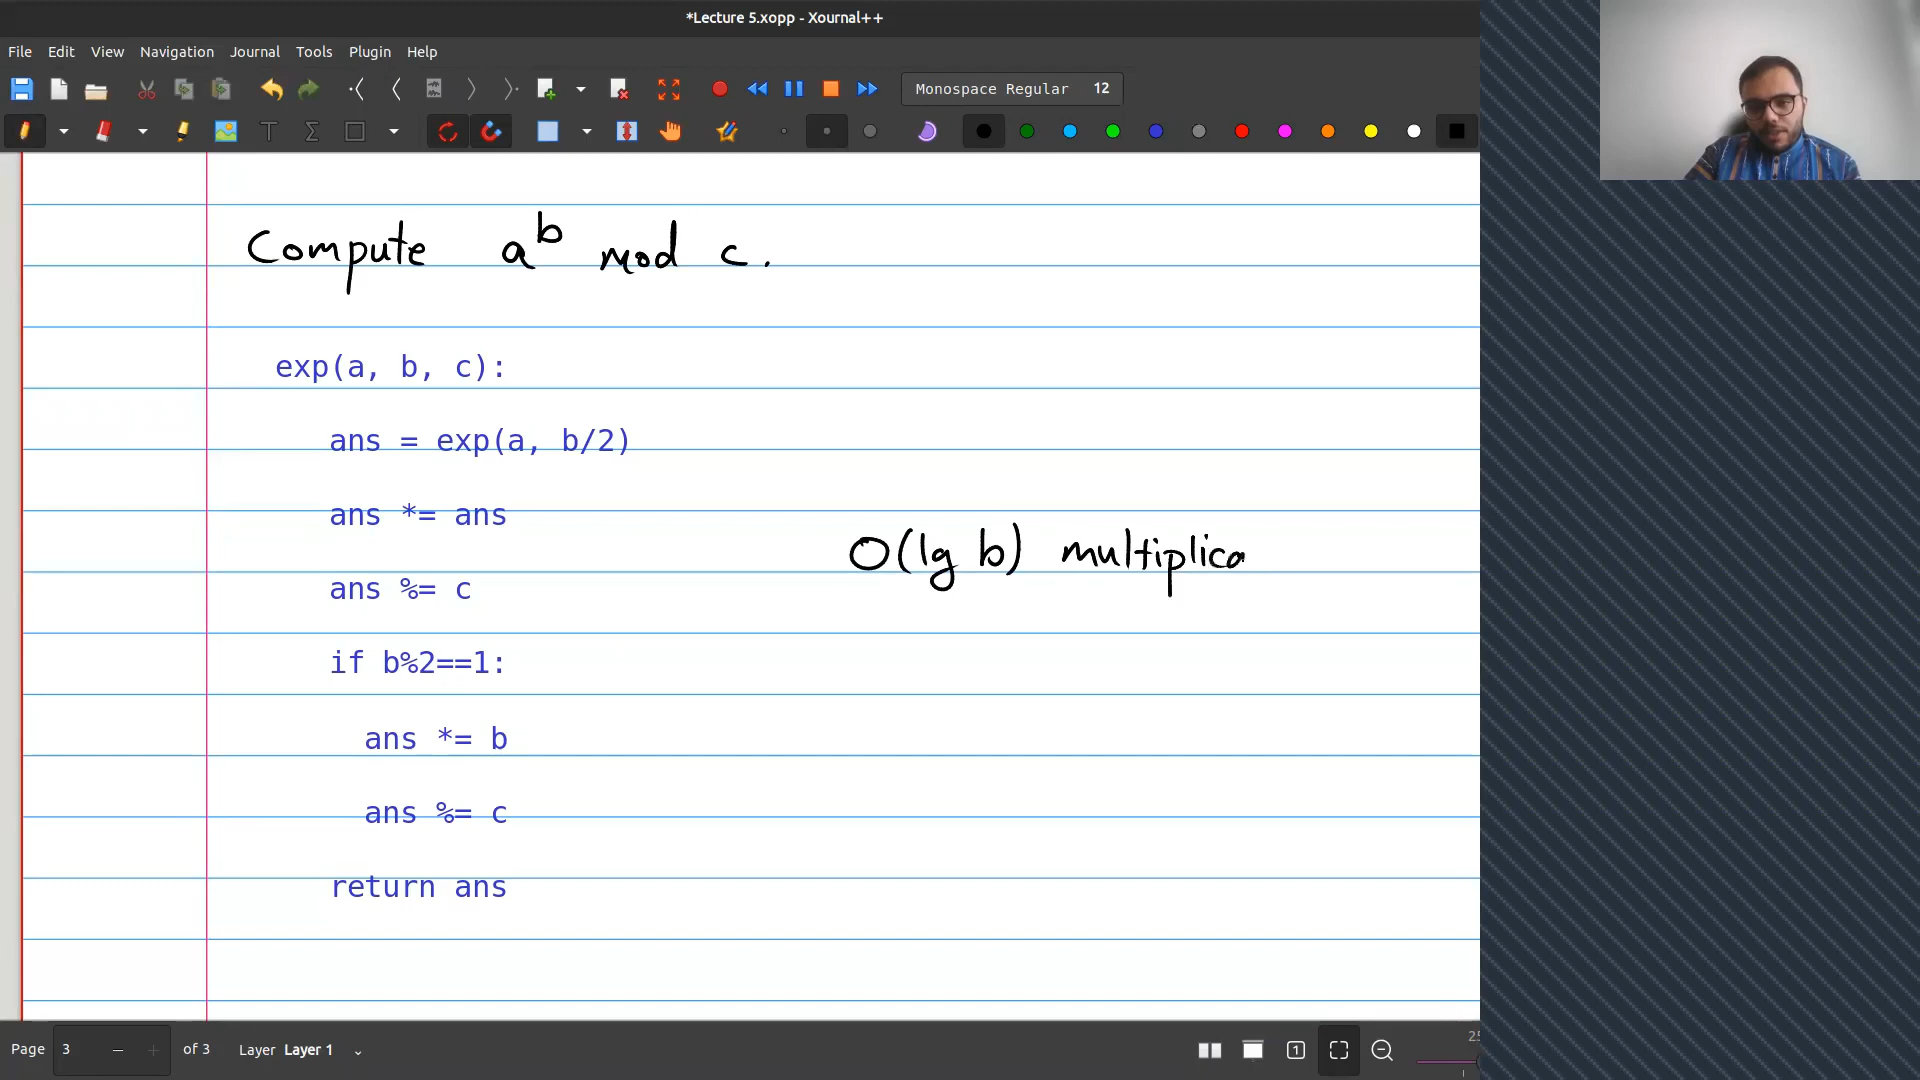 *Lecture 5.xopp - Xournal++
File Edit View Navigation Journal Tools Plugin Help
Monospace Regular 12
Compute a^b mod c.
exp(a, b, c):
ans = exp(a, b/2)
ans *= ans
O(lg b) multiplica
ans %= c
if b%2==1:
ans *= b
ans %= c
return ans
Page 3 of 3 Layer Layer 1